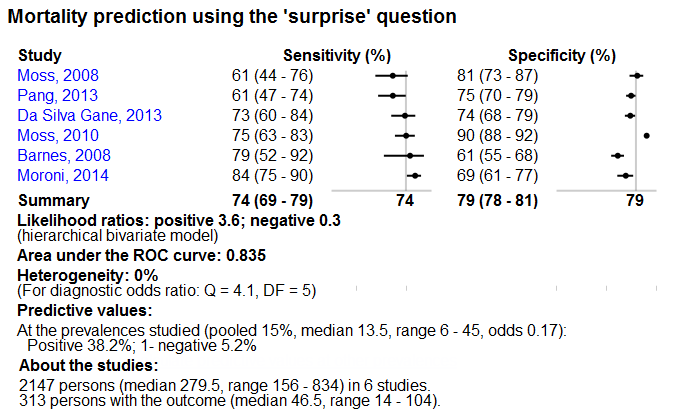 Mortality prediction using the 'surprise' question
Study Sensitivity (%) Specificity (%)
Moss, 2008 61 (44 - 76) 81 (73 - 87)
Pang, 2013 61 (47 - 74) 75 (70 - 79)
Da Silva Gane, 2013 73 (60 - 84) 74 (68 - 79)
Moss, 2010 75 (63 - 83) 90 (88 - 92)
Barnes, 2008 79 (52 - 92) 61 (55 - 68)
Moroni, 2014 84 (75 - 90) 69 (61 - 77)
Summary 74 (69 - 79) 74 79 (78 - 81) 79
Likelihood ratios: positive 3.6; negative 0.3
(hierarchical bivariate model)
Area under the ROC curve: 0.835
Heterogeneity: 0%
(For diagnostic odds ratio: Q = 4.1, DF = 5)
Predictive values:
At the prevalences studied (pooled 15%, median 13.5, range 6 - 45, odds 0.17):
Positive 38.2%; 1- negative 5.2%
About the studies:
2147 persons (median 279.5, range 156 - 834) in 6 studies.
313 persons with the outcome (median 46.5, range 14 - 104).